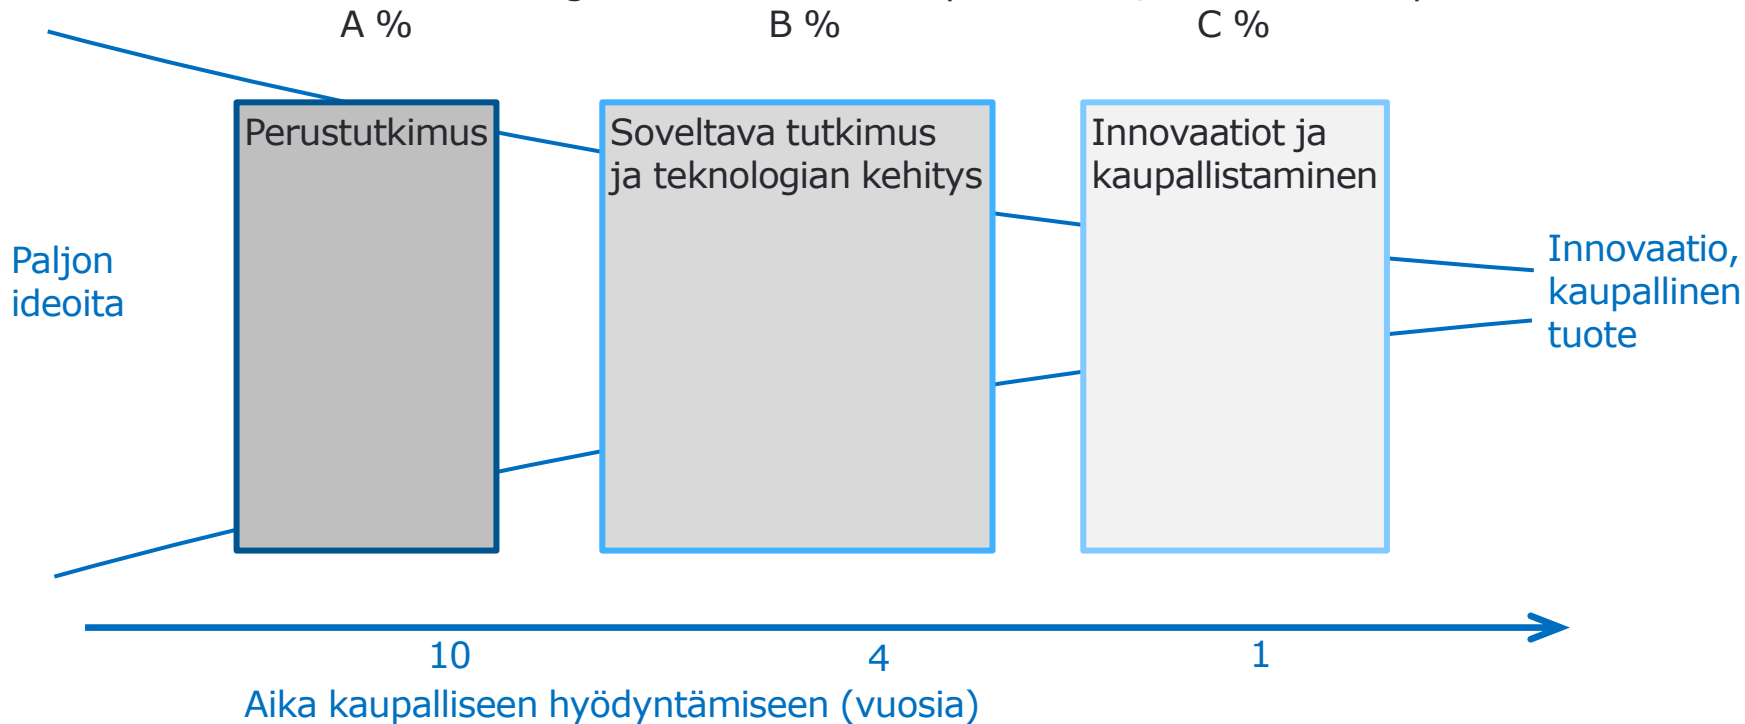 A %
B %
C %
Perustutkimus
Soveltava tutkimus
ja teknologian kehitys
Innovaatiot ja
kaupallistaminen
Paljon
ideoita
Innovaatio,
kaupallinen
tuote
10
4
1
Aika kaupalliseen hyödyntämiseen (vuosia)